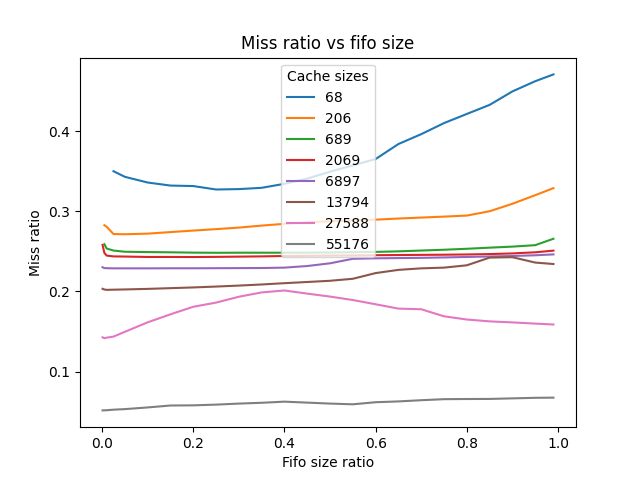 Miss ratio vs fifo size
Cache sizes
68
206
689
2069
6897
13794
27588
55176
Miss ratio
0.4
0.3
0.2
0.1
0.0 0.2 0.4 0.6 0.8 1.0
Fifo size ratio